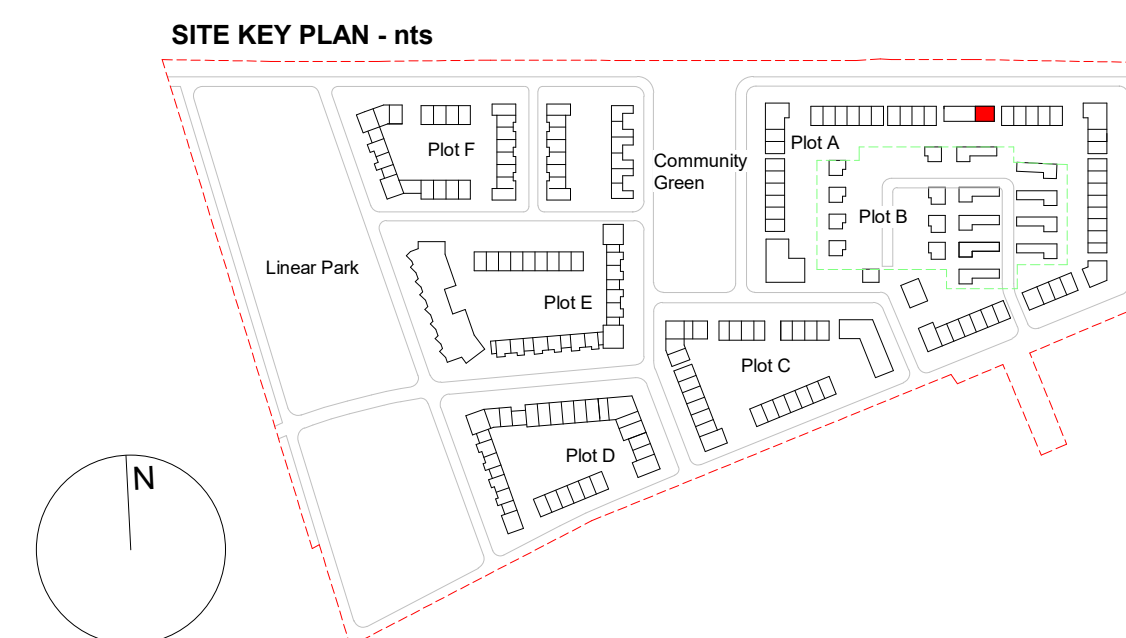 SITE KEY PLAN - nts
Plot F
Plot A
Community
Green
Plot B
Linear Park
Plot E
Plot C
Plot D
N